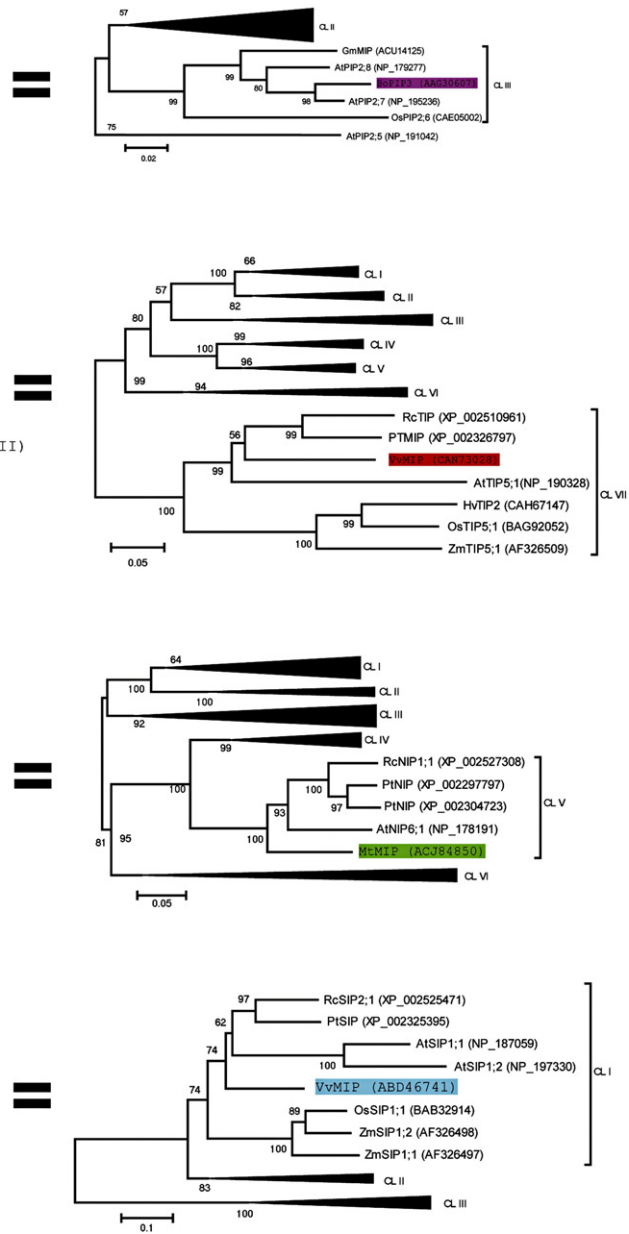 57
CL II
GmMIP (ACU14125)
99
AtPIP2;8 (NP_179277)
80
BoPIP3 (AAG30607)
CL III
98
AtPIP2;7 (NP_195236)
99
OsPIP2;6 (CAE05002)
75
AtPIP2;5 (NP_191042)
0.02
66
CL I
100
57
CL II
82
80
CL III
99
CL IV
100
96
CL V
99
94
CL VI
RcTIP (XP_002510961)
56
99
PTMIP (XP_002326797)
II)
VvMIP (CAN73028)
99
AtTIP5;1(NP_190328)
CL VII
HvTIP2 (CAH67147)
100
99
OsTIP5;1 (BAG92052)
100
ZmTIP5;1 (AF326509)
0.05
64
CL I
100
100
CL II
92
CL III
99
CL IV
RcNIP1;1 (XP_002527308)
100
100
PtNIP (XP_002297797)
CL V
93
97
PtNIP (XP_002304723)
AtNIP6;1 (NP_178191)
81
95
100
MtMIP (ACJ84850)
CL VI
0.05
97
RcSIP2;1 (XP_002525471)
62
PtSIP (XP_002325395)
74
AtSIP1;1 (NP_187059)
100
AtSIP1;2 (NP_197330)
CL I
74
VvMIP (ABD46741)
89
OsSIP1;1 (BAB32914)
ZmSIP1;2 (AF326498)
100
ZmSIP1;1 (AF326497)
83
CL II
100
CL III
0.1